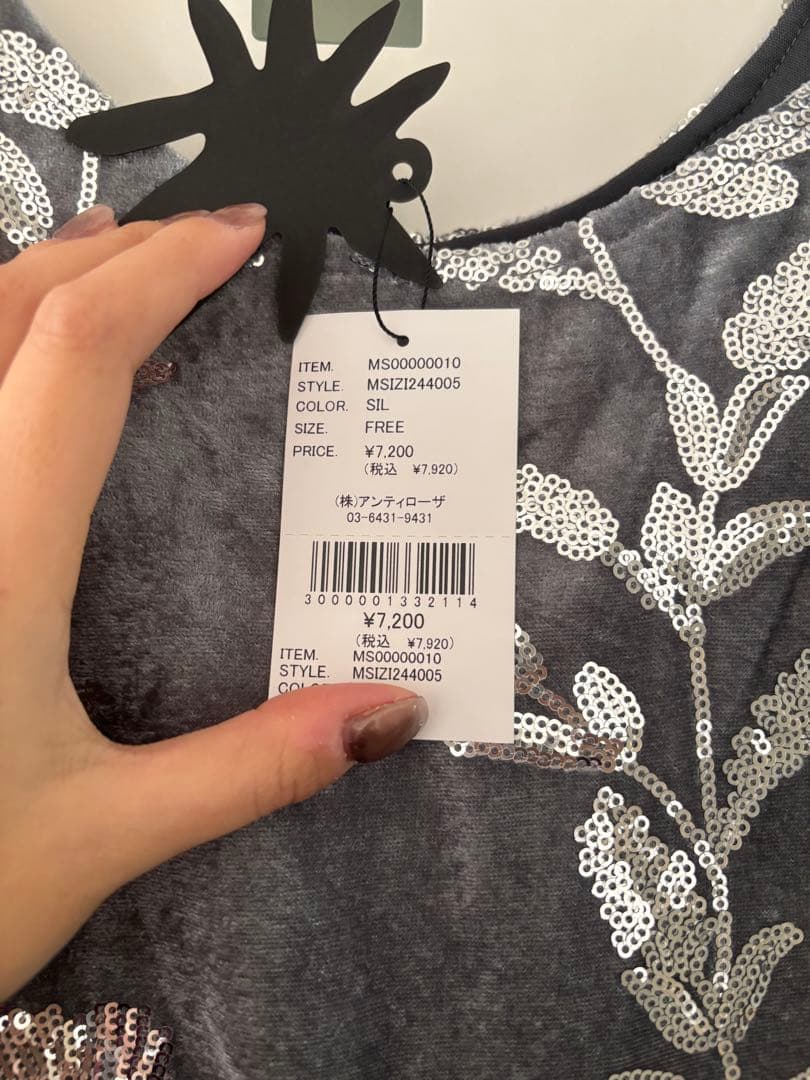 ITEM. MS00000010
STYLE. MSIZI244005
COLOR. SIL
SIZE. FREE
PRICE. ¥7,200
(税込 ¥7,920)
(株)アンティローザ
03-6431-9431
3000001332114
¥7,200
(税込 ¥7,920)
ITEM. MS00000010
STYLE. MSIZI244005